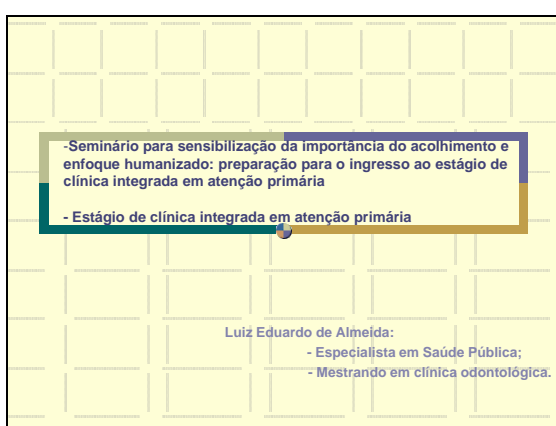 -Seminário para sensibilização da importância do acolhimento e
enfoque humanizado: preparação para o ingresso ao estágio de
clínica integrada em atenção primária
- Estágio de clínica integrada em atenção primária
Luiz Eduardo de Almeida:
- Especialista em Saúde Pública;
- Mestrando em clínica odontológica.